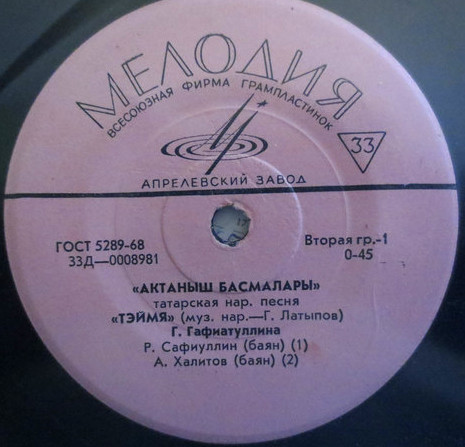 МЕЛОДИЯ
ВСЕСОЮЗНАЯ ФИРМА ГРАМПЛАСТИНОК
33
АПРЕЛЕВСКИЙ ЗАВОД
ГОСТ 5289-68
33Д—0008981
Вторая гр.-1
0-45
«АКТАНЫШ БАСМАЛАРЫ»
татарская нар. песня
«ТЭЙМЯ» (муз. нар.—Г. Латыпов)
Г. Гафиатуллина
Р. Сафиуллин (баян) (1)
А. Халитов (баян) (2)